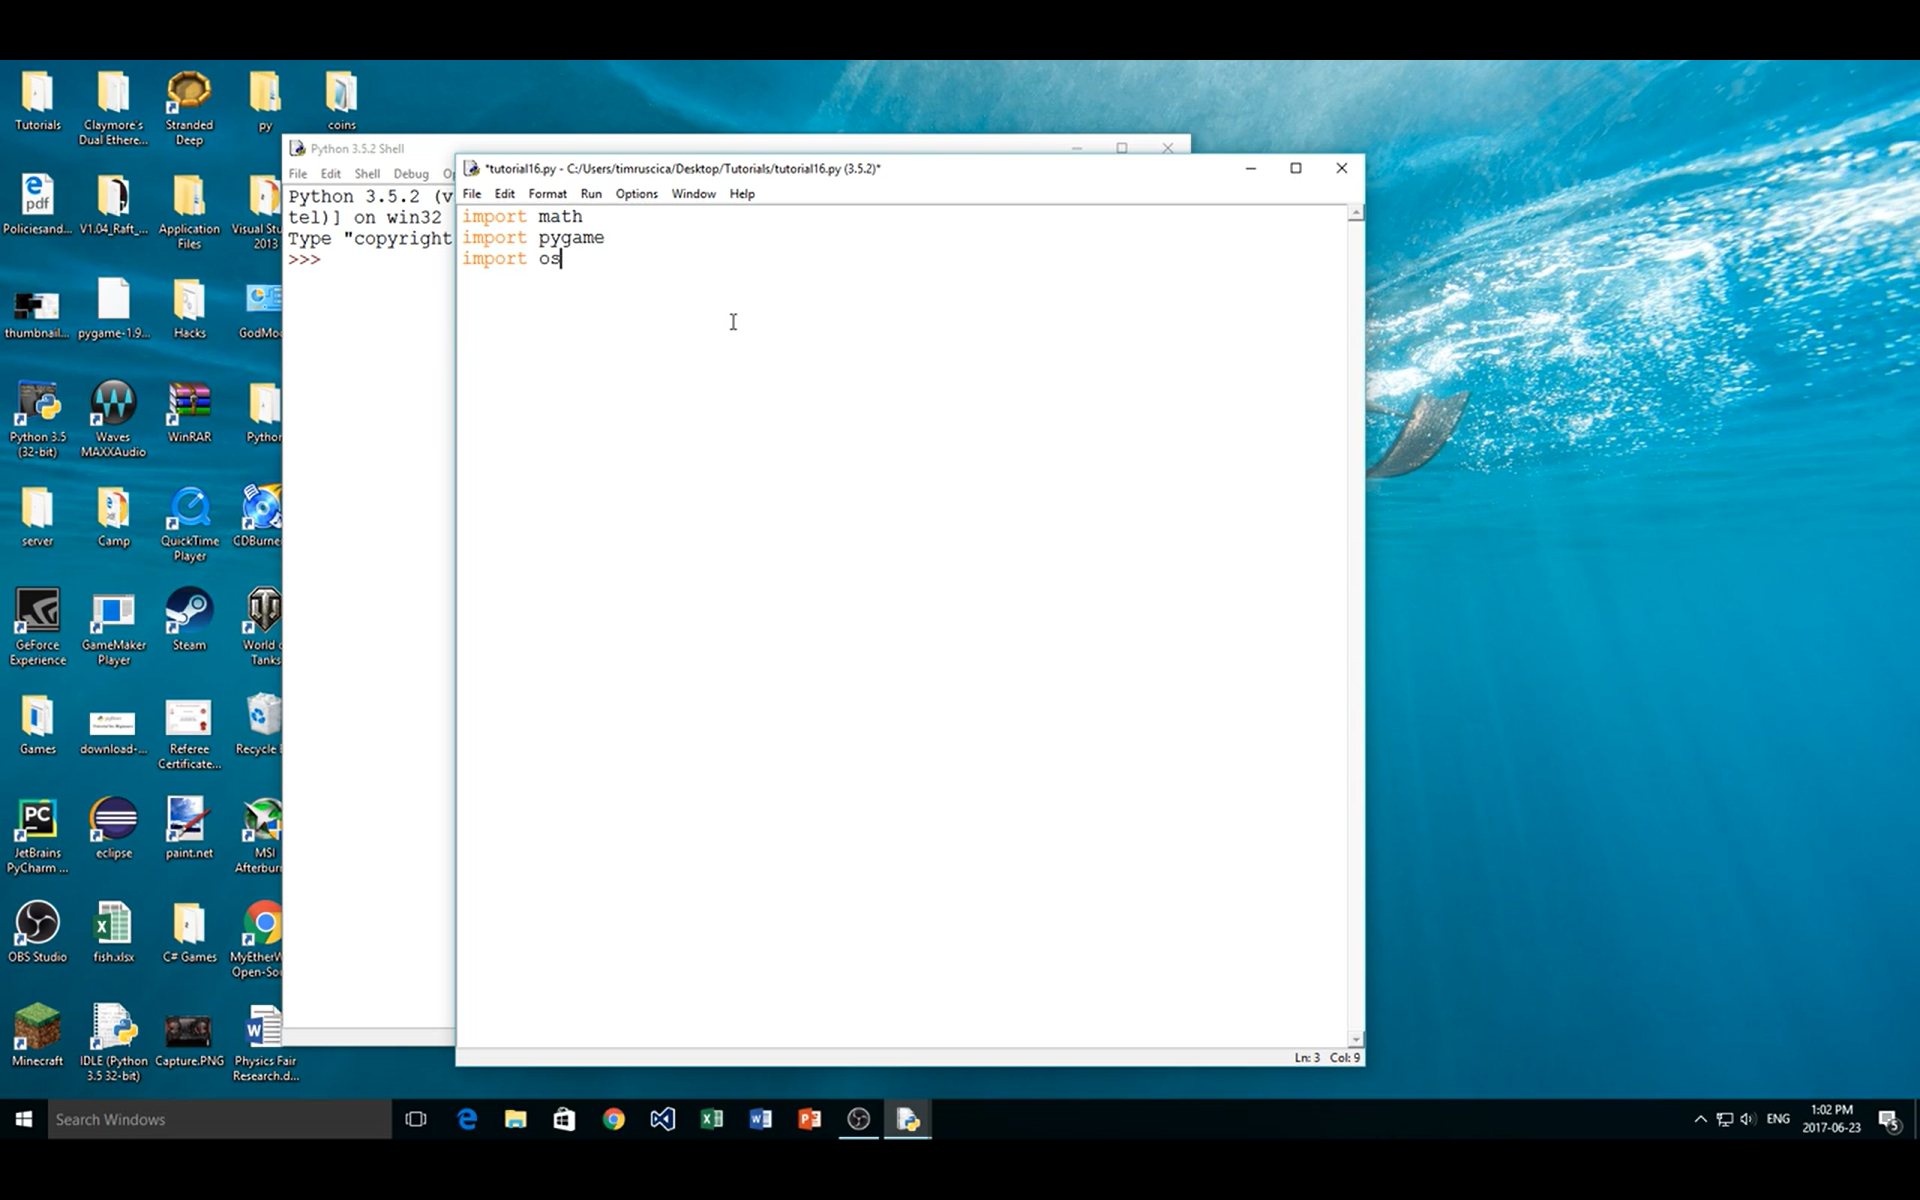 Tutorials
Claymore's
Dual Ethere...
Stranded
Deep
py
coins
Policiesand...
V1.04_Raft_...
Application
Files
Visual Stu
2013
thumbnail...
pygame-1.9...
Hacks
GodMo
Python 3.5
(32-bit)
Waves
MAXXAudio
WinRAR
Python
server
Camp
QuickTime
Player
CDBurne
GeForce
Experience
GameMaker
Player
Steam
World o
Tanks
Games
download-...
Referee
Certificate...
Recycle
JetBrains
PyCharm ...
eclipse
paint.net
MSI
Afterbur
OBS Studio
fish.xlsx
C# Games
MyEtherW
Open-So
Minecraft
IDLE (Python
3.5 32-bit)
Capture.PNG
Physics Fair
Research.d...
Python 3.5.2 Shell
File Edit Shell Debug Op
Python 3.5.2 (v
tel)] on win32
Type "copyright
>>>
*tutorial16.py - C:/Users/timruscica/Desktop/Tutorials/tutorial16.py (3.5.2)*
File Edit Format Run Options Window Help
import math
import pygame
import os
Ln: 3 Col: 9
Search Windows
ENG
1:02 PM
2017-06-23
5